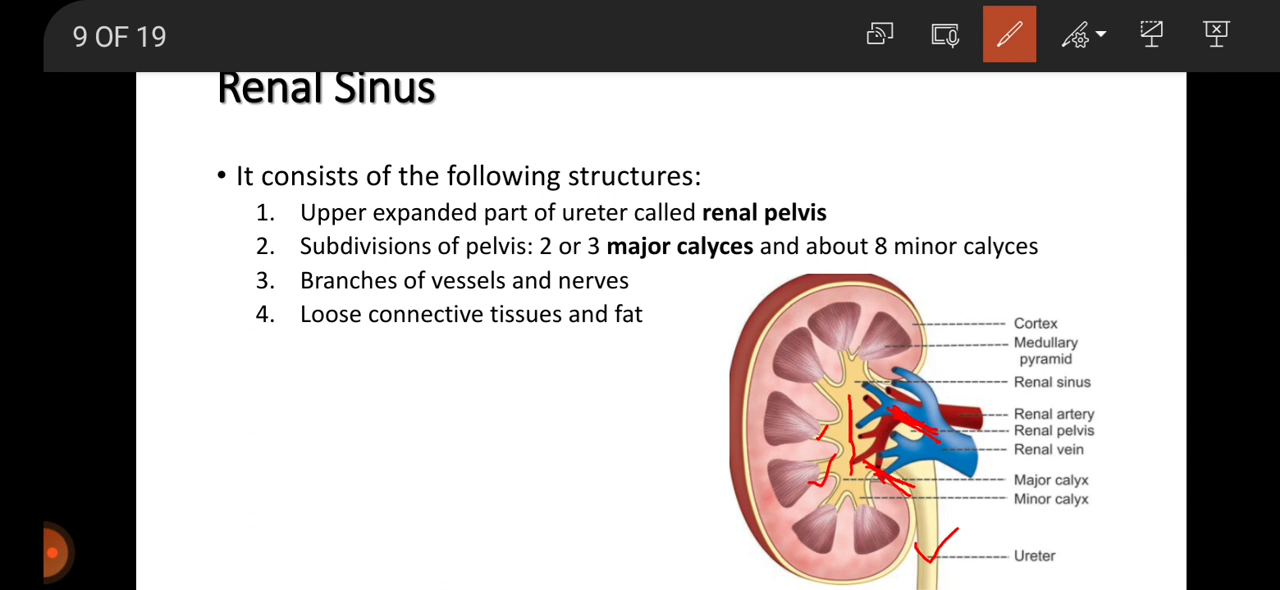 9 OF 19
Renal Sinus
• It consists of the following structures:
1. Upper expanded part of ureter called renal pelvis
2. Subdivisions of pelvis: 2 or 3 major calyces and about 8 minor calyces
3. Branches of vessels and nerves
4. Loose connective tissues and fat
Cortex
Medullary
pyramid
Renal sinus
Renal artery
Renal pelvis
Renal vein
Major calyx
Minor calyx
Ureter